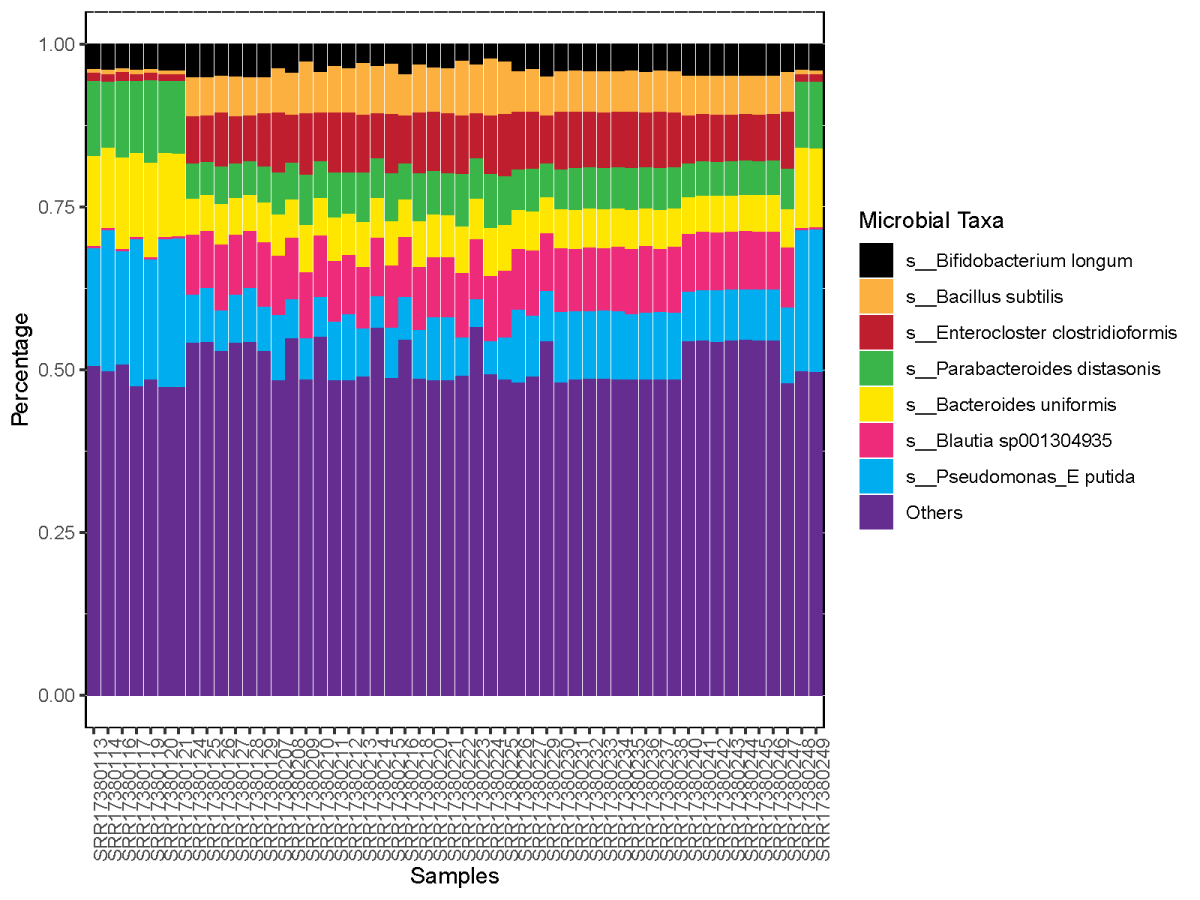 1.00
0.75
0.50
0.25
0.00
Percentage
SRR17380113
SRR17380114
SRR17380116
SRR17380117
SRR17380119
SRR17380120
SRR17380121
SRR17380124
SRR17380125
SRR17380126
SRR17380127
SRR17380128
SRR17380129
SRR17380207
SRR17380208
SRR17380209
SRR17380210
SRR17380211
SRR17380212
SRR17380213
SRR17380214
SRR17380215
SRR17380216
SRR17380218
SRR17380220
SRR17380221
SRR17380222
SRR17380223
SRR17380224
SRR17380225
SRR17380226
SRR17380227
SRR17380229
SRR17380230
SRR17380231
SRR17380232
SRR17380233
SRR17380234
SRR17380235
SRR17380236
SRR17380237
SRR17380238
SRR17380240
SRR17380241
SRR17380242
SRR17380243
SRR17380244
SRR17380245
SRR17380246
SRR17380247
SRR17380248
SRR17380249
Samples
Microbial Taxa
s__Bifidobacterium longum
s__Bacillus subtilis
s__Enterocloster clostridioformis
s__Parabacteroides distasonis
s__Bacteroides uniformis
s__Blautia sp001304935
s__Pseudomonas_E putida
Others